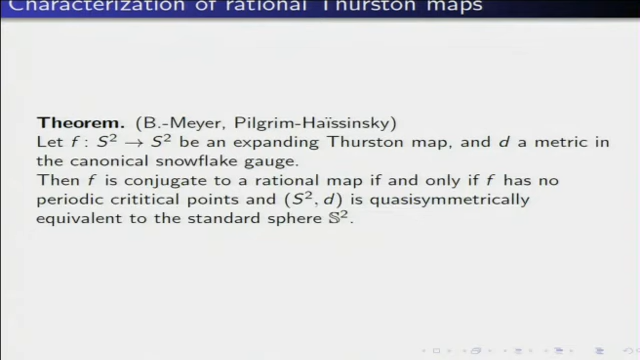 Characterization of rational Thurston maps
Theorem. (B.-Meyer, Pilgrim-Haïssinsky)
Let f : S² → S² be an expanding Thurston map, and d a metric in
the canonical snowflake gauge.
Then f is conjugate to a rational map if and only if f has no
periodic crititical points and (S², d) is quasisymmetrically
equivalent to the standard sphere 𝕊².